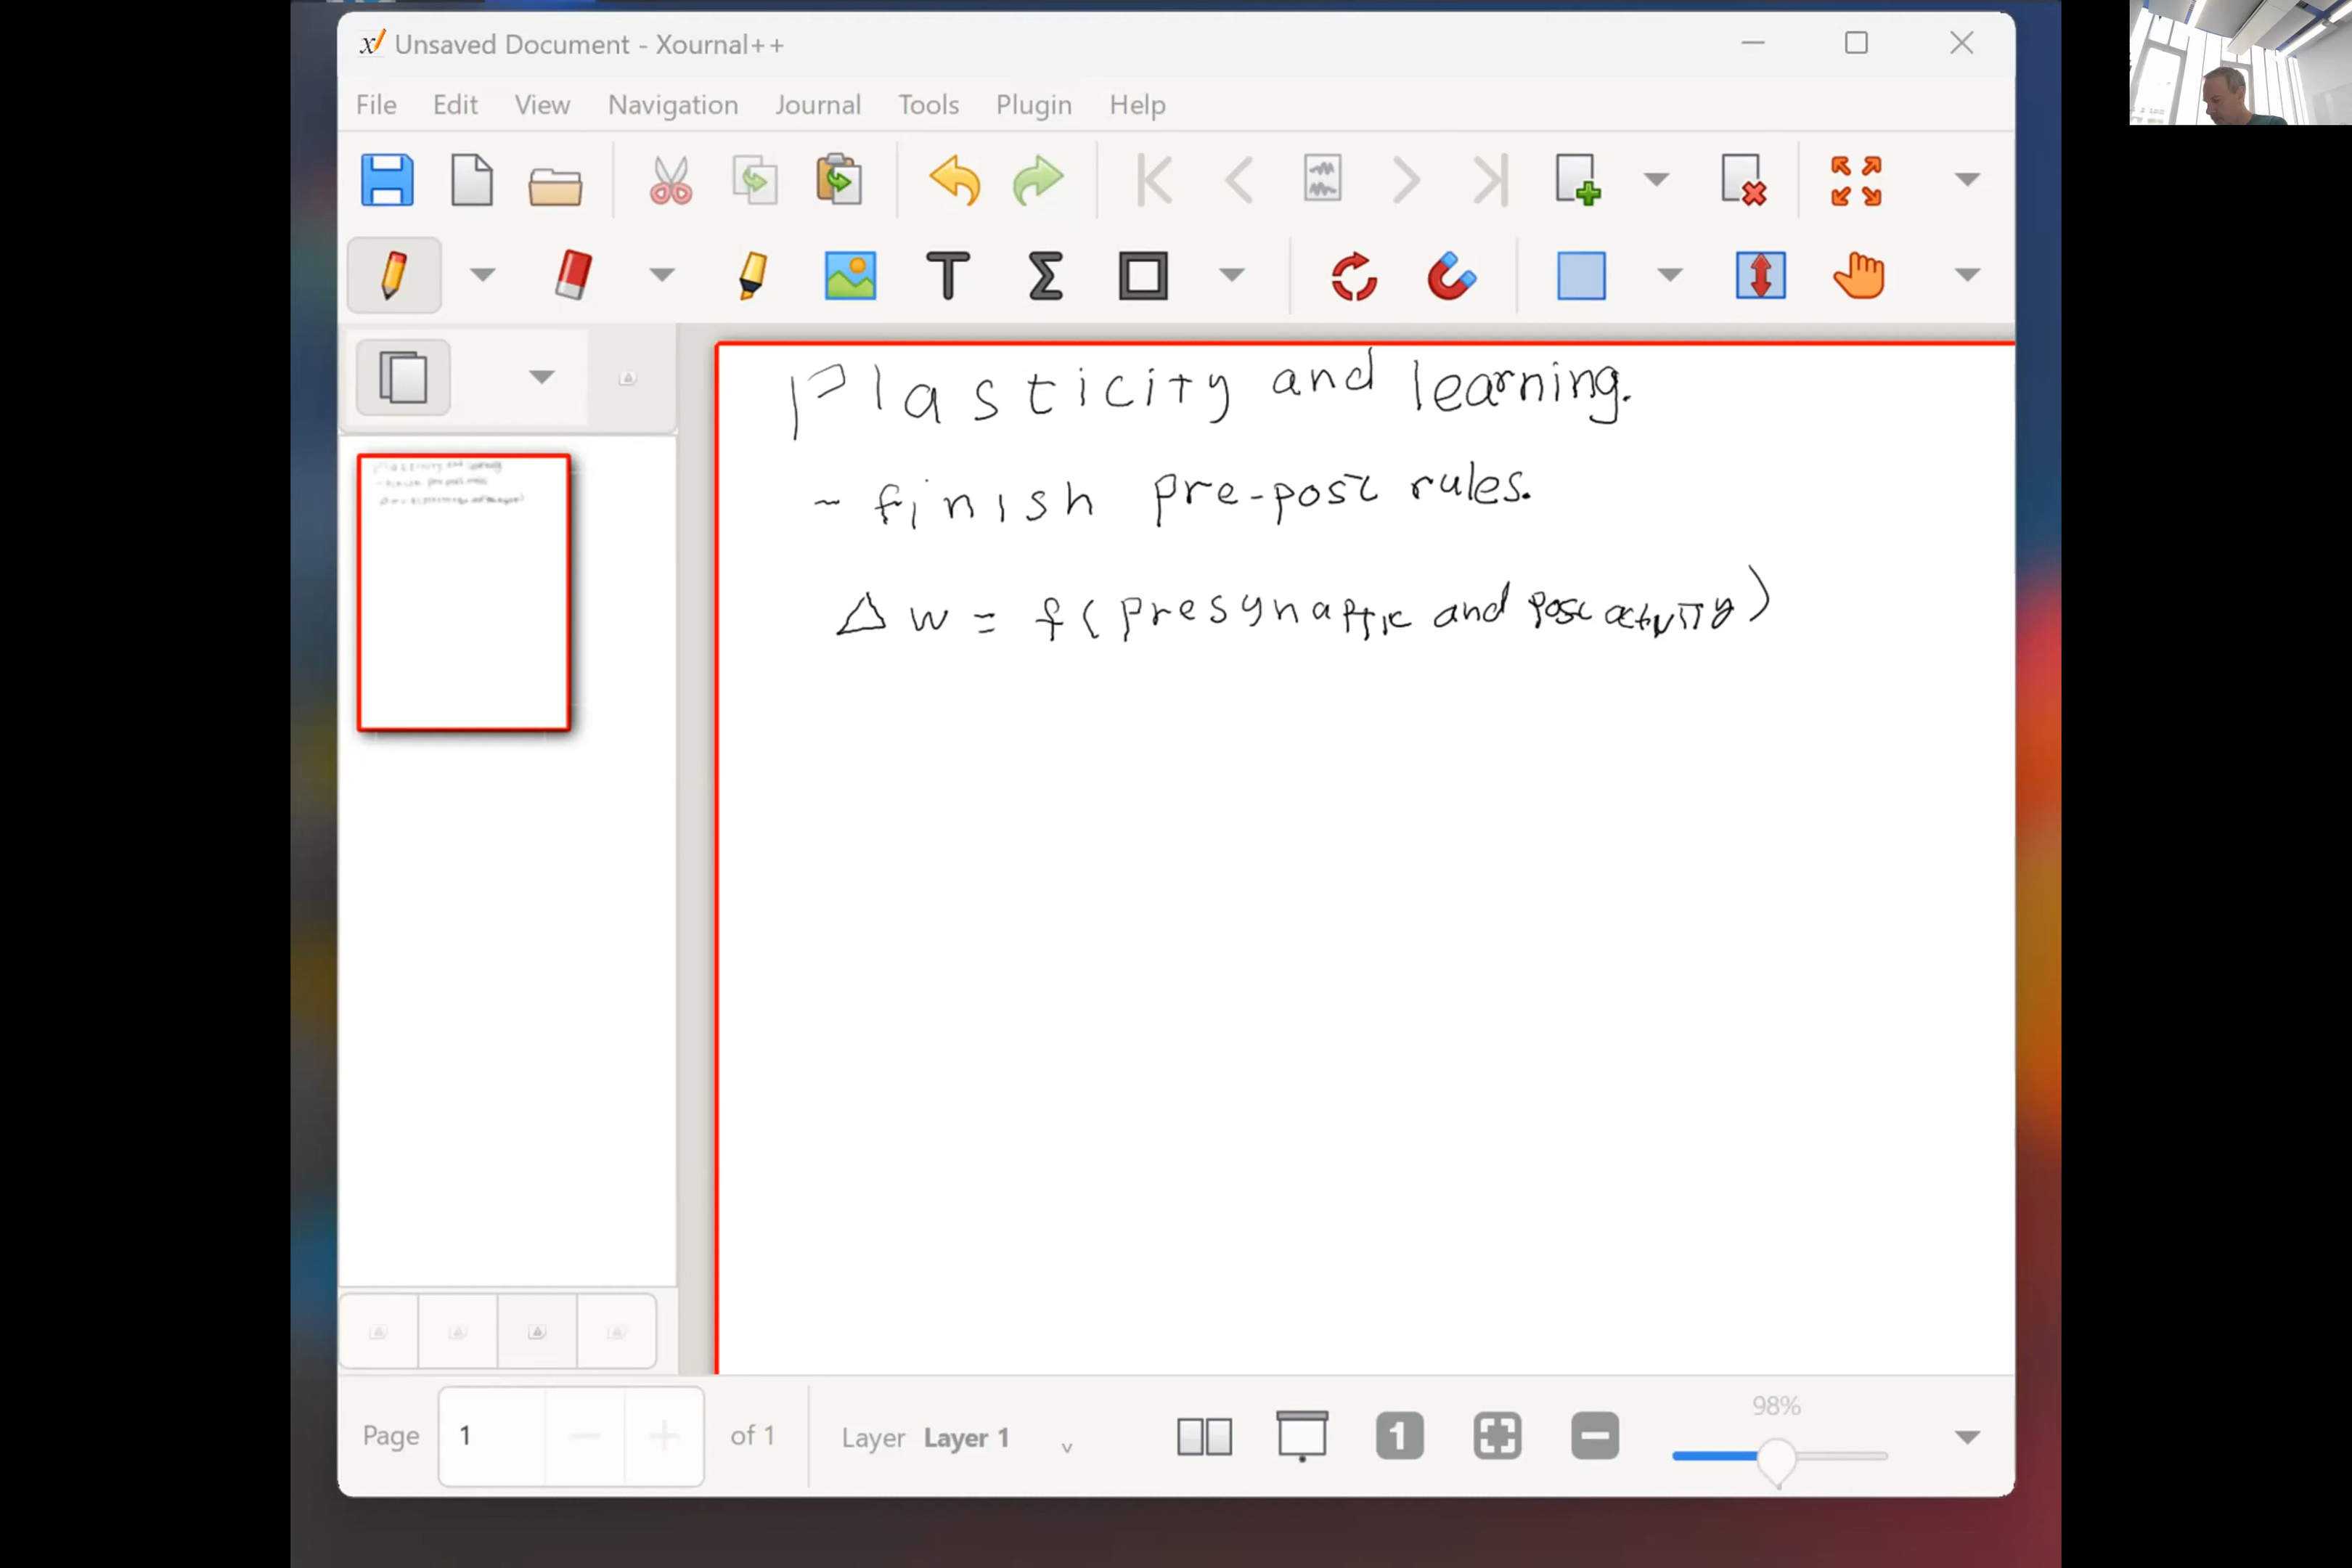 Unsaved Document - Xournal++
File Edit View Navigation Journal Tools Plugin Help
Plasticity and learning.
- finish pre-post rules.
Δw = f(presynaptic and post activity)
Page 1 of 1 Layer Layer 1 1 98%